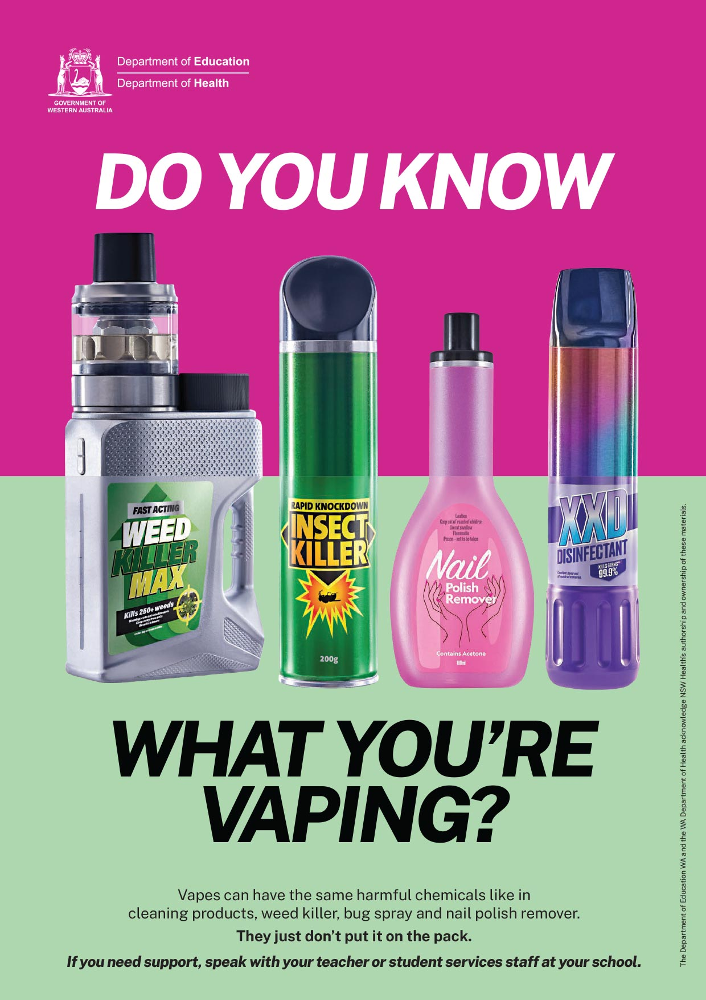 Department of Education
Department of Health
GOVERNMENT OF
WESTERN AUSTRALIA
DO YOU KNOW
FAST ACTING
WEED
KILLER
MAX
Kills 250+ weeds
Warning: concentrated formula
Keep away from pets
Results in hours
RAPID KNOCKDOWN
INSECT
KILLER
200g
Caution
Keep out of reach of children
Do not swallow
Flammable
Poison - not to be taken
Nail
Polish
Remover
Contains Acetone
100ml
XXD
DISINFECTANT
Caution: Keep out
of reach of children.
KILLS GERMS*
99.9%
WHAT YOU'RE
VAPING?
Vapes can have the same harmful chemicals like in
cleaning products, weed killer, bug spray and nail polish remover.
They just don't put it on the pack.
If you need support, speak with your teacher or student services staff at your school.
The Department of Education WA and the WA Department of Health acknowledge NSW Health's authorship and ownership of these materials.